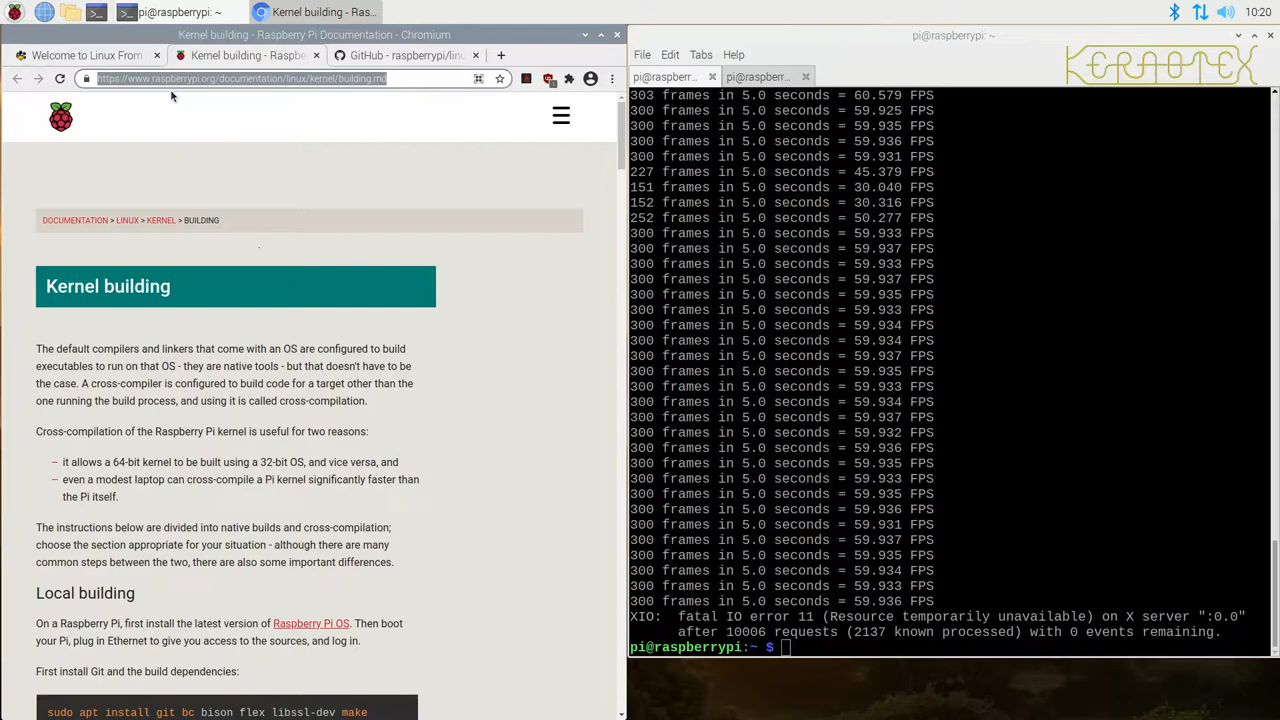 pi@raspberrypi: ~
Kernel building - Ras...
10:20
Kernel building - Raspberry Pi Documentation - Chromium
Welcome to Linux From
Kernel building - Raspbe
GitHub - raspberrypi/linu
https://www.raspberrypi.org/documentation/linux/kernel/building.md
DOCUMENTATION > LINUX > KERNEL > BUILDING
Kernel building
The default compilers and linkers that come with an OS are configured to build
executables to run on that OS - they are native tools - but that doesn't have to be
the case. A cross-compiler is configured to build code for a target other than the
one running the build process, and using it is called cross-compilation.
Cross-compilation of the Raspberry Pi kernel is useful for two reasons:
– it allows a 64-bit kernel to be built using a 32-bit OS, and vice versa, and
– even a modest laptop can cross-compile a Pi kernel significantly faster than
the Pi itself.
The instructions below are divided into native builds and cross-compilation;
choose the section appropriate for your situation - although there are many
common steps between the two, there are also some important differences.
Local building
On a Raspberry Pi, first install the latest version of Raspberry Pi OS. Then boot
your Pi, plug in Ethernet to give you access to the sources, and log in.
First install Git and the build dependencies:
sudo apt install git bc bison flex libssl-dev make
pi@raspberrypi: ~
File Edit Tabs Help
KEROTEX
pi@raspberr...
pi@raspberr...
303 frames in 5.0 seconds = 60.579 FPS
300 frames in 5.0 seconds = 59.925 FPS
300 frames in 5.0 seconds = 59.935 FPS
300 frames in 5.0 seconds = 59.936 FPS
300 frames in 5.0 seconds = 59.931 FPS
227 frames in 5.0 seconds = 45.379 FPS
151 frames in 5.0 seconds = 30.040 FPS
152 frames in 5.0 seconds = 30.316 FPS
252 frames in 5.0 seconds = 50.277 FPS
300 frames in 5.0 seconds = 59.933 FPS
300 frames in 5.0 seconds = 59.937 FPS
300 frames in 5.0 seconds = 59.933 FPS
300 frames in 5.0 seconds = 59.937 FPS
300 frames in 5.0 seconds = 59.935 FPS
300 frames in 5.0 seconds = 59.933 FPS
300 frames in 5.0 seconds = 59.934 FPS
300 frames in 5.0 seconds = 59.934 FPS
300 frames in 5.0 seconds = 59.937 FPS
300 frames in 5.0 seconds = 59.935 FPS
300 frames in 5.0 seconds = 59.933 FPS
300 frames in 5.0 seconds = 59.934 FPS
300 frames in 5.0 seconds = 59.937 FPS
300 frames in 5.0 seconds = 59.932 FPS
300 frames in 5.0 seconds = 59.936 FPS
300 frames in 5.0 seconds = 59.935 FPS
300 frames in 5.0 seconds = 59.933 FPS
300 frames in 5.0 seconds = 59.935 FPS
300 frames in 5.0 seconds = 59.936 FPS
300 frames in 5.0 seconds = 59.931 FPS
300 frames in 5.0 seconds = 59.937 FPS
300 frames in 5.0 seconds = 59.935 FPS
300 frames in 5.0 seconds = 59.934 FPS
300 frames in 5.0 seconds = 59.933 FPS
300 frames in 5.0 seconds = 59.936 FPS
XIO:  fatal IO error 11 (Resource temporarily unavailable) on X server ":0.0"
after 10006 requests (2137 known processed) with 0 events remaining.
pi@raspberrypi:~ $